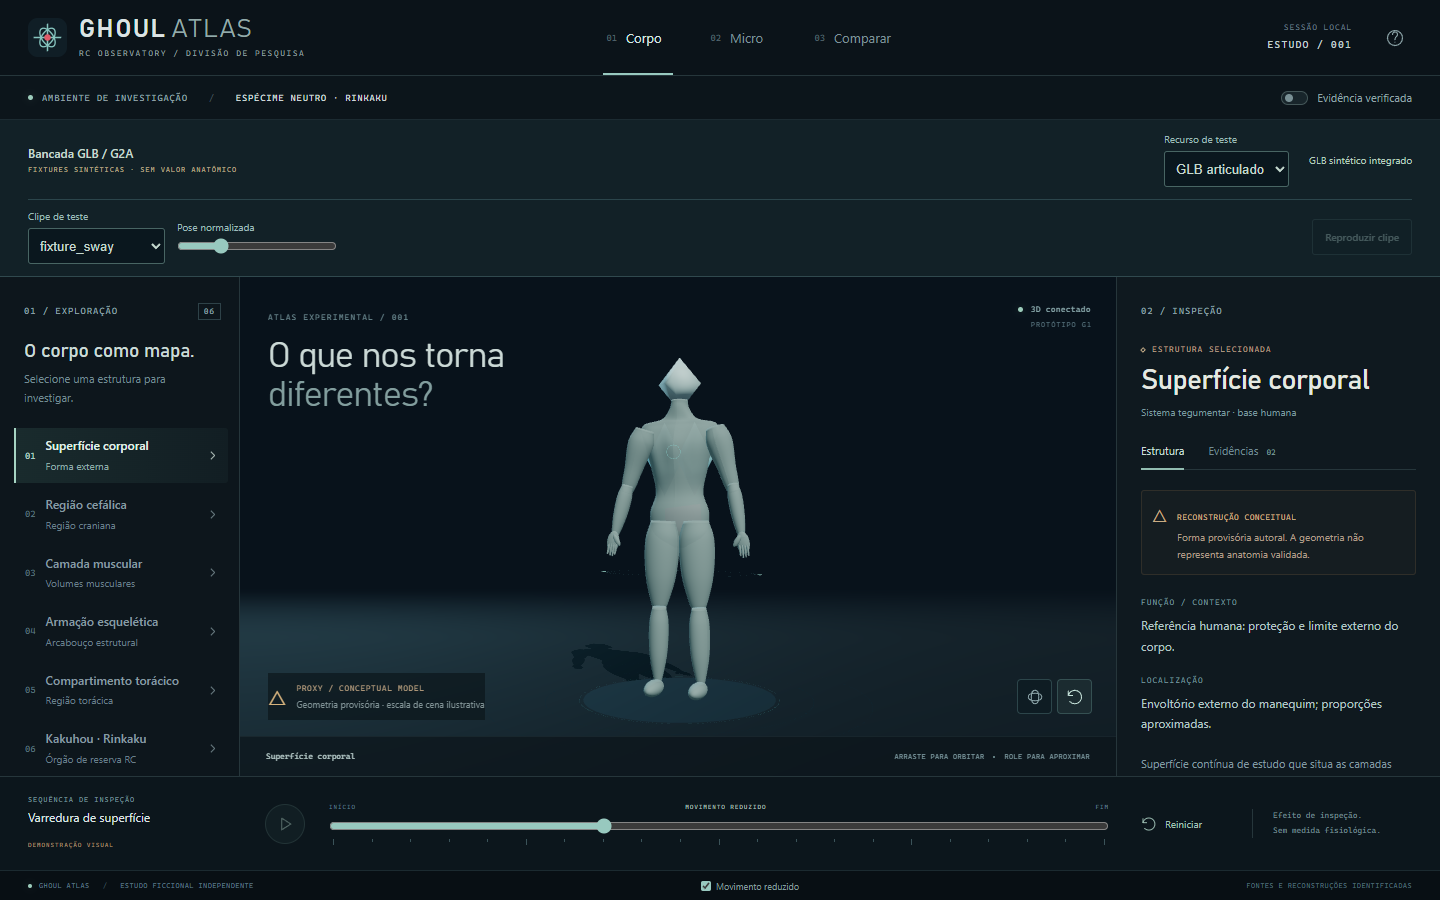 GHOUL ATLAS
RC OBSERVATORY / DIVISÃO DE PESQUISA
01 Corpo
02 Micro
03 Comparar
SESSÃO LOCAL
ESTUDO / 001
AMBIENTE DE INVESTIGAÇÃO / ESPÉCIME NEUTRO · RINKAKU
Evidência verificada
Bancada GLB / G2A
FIXTURES SINTÉTICAS · SEM VALOR ANATÔMICO
Recurso de teste
GLB articulado
GLB sintético integrado
Clipe de teste
fixture_sway
Pose normalizada
Reproduzir clipe
01 / EXPLORAÇÃO
06
O corpo como mapa.
Selecione uma estrutura para
investigar.
01 Superfície corporal
Forma externa
02 Região cefálica
Região craniana
03 Camada muscular
Volumes musculares
04 Armação esquelética
Arcabouço estrutural
05 Compartimento torácico
Região torácica
06 Kakuhou · Rinkaku
Órgão de reserva RC
ATLAS EXPERIMENTAL / 001
O que nos torna
diferentes?
3D conectado
PROTÓTIPO G1
PROXY / CONCEPTUAL MODEL
Geometria provisória · escala de cena ilustrativa
Superfície corporal
ARRASTE PARA ORBITAR • ROLE PARA APROXIMAR
02 / INSPEÇÃO
ESTRUTURA SELECIONADA
Superfície corporal
Sistema tegumentar · base humana
Estrutura
Evidências 02
RECONSTRUÇÃO CONCEITUAL
Forma provisória autoral. A geometria não
representa anatomia validada.
FUNÇÃO / CONTEXTO
Referência humana: proteção e limite externo do
corpo.
LOCALIZAÇÃO
Envoltório externo do manequim; proporções
aproximadas.
Superfície contínua de estudo que situa as camadas
SEQUÊNCIA DE INSPEÇÃO
Varredura de superfície
DEMONSTRAÇÃO VISUAL
INÍCIO
MOVIMENTO REDUZIDO
FIM
Reiniciar
Efeito de inspeção.
Sem medida fisiológica.
GHOUL ATLAS / ESTUDO FICCIONAL INDEPENDENTE
Movimento reduzido
FONTES E RECONSTRUÇÕES IDENTIFICADAS